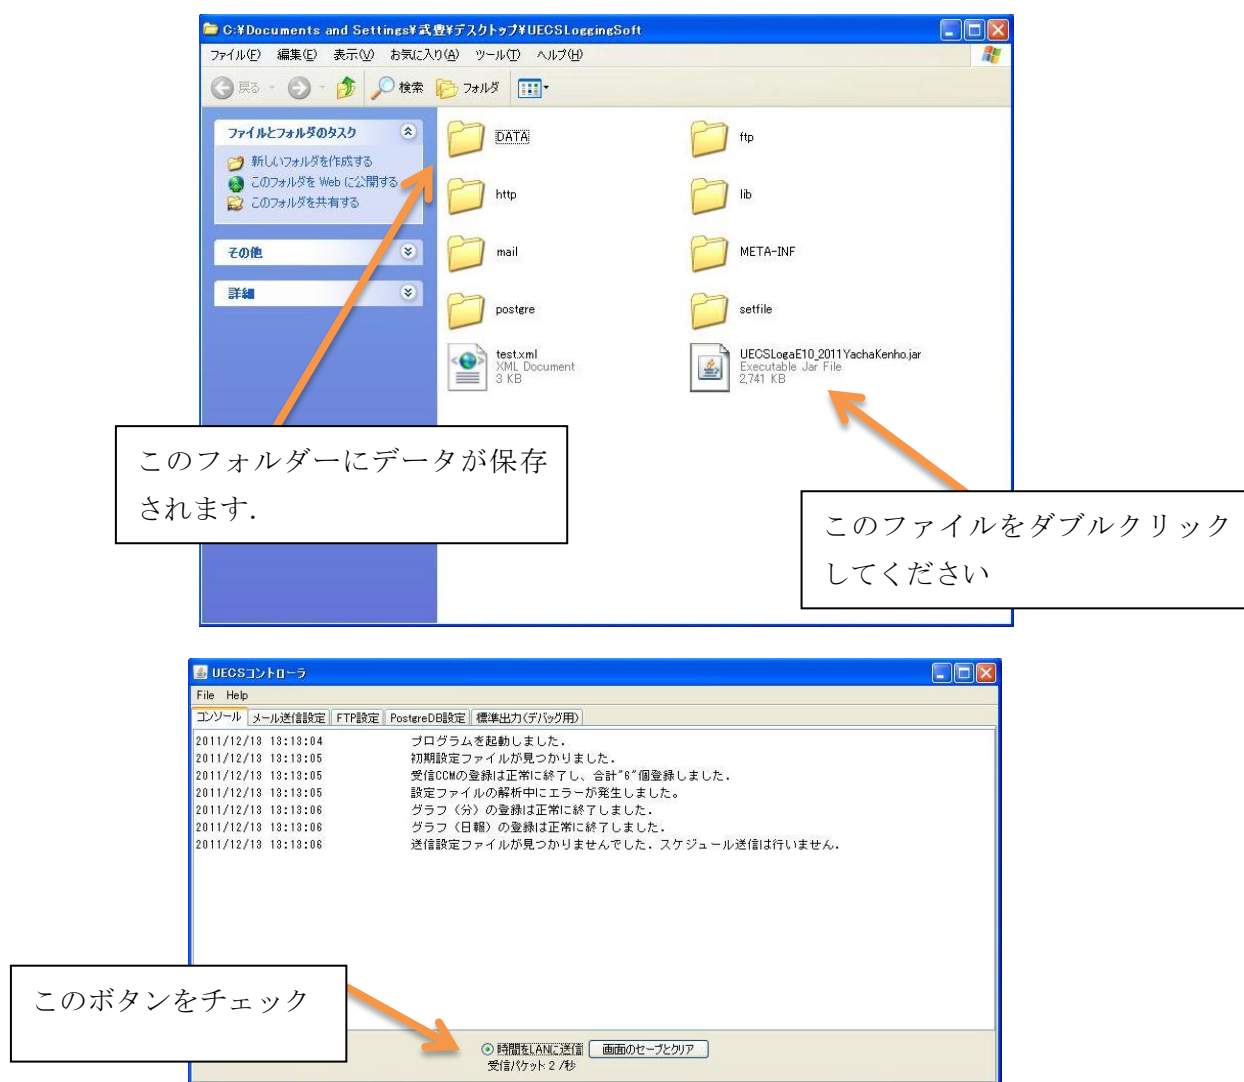 C:¥Documents and Settings¥武豊¥デスクトップ¥UECSLoggingSoft
ファイル(F) 編集(E) 表示(V) お気に入り(A) ツール(T) ヘルプ(H)
戻る 検索 フォルダ
ファイルとフォルダのタスク
新しいフォルダを作成する
このフォルダを Web に公開する
このフォルダを共有する
その他
詳細
DATA
ftp
http
lib
mail
META-INF
postgre
setfile
test.xml
XML Document
3 KB
UECSLogaE10_2011YachaKenho.jar
Executable Jar File
2,741 KB
このフォルダーにデータが保存
されます.
このファイルをダブルクリック
してください
UECSコントローラ
File Help
コンソール メール送信設定 FTP設定 PostgreDB設定 標準出力(デバッグ用)
2011/12/13 13:13:04 プログラムを起動しました.
2011/12/13 13:13:05 初期設定ファイルが見つかりました.
2011/12/13 13:13:05 受信CCMの登録は正常に終了し、合計"6"個登録しました.
2011/12/13 13:13:05 設定ファイルの解析中にエラーが発生しました。
2011/12/13 13:13:06 グラフ（分）の登録は正常に終了しました.
2011/12/13 13:13:06 グラフ（日報）の登録は正常に終了しました.
2011/12/13 13:13:06 送信設定ファイルが見つかりませんでした. スケジュール送信は行いません.
このボタンをチェック
時間をLANに送信 画面のセーブとクリア
受信パケット 2 /秒